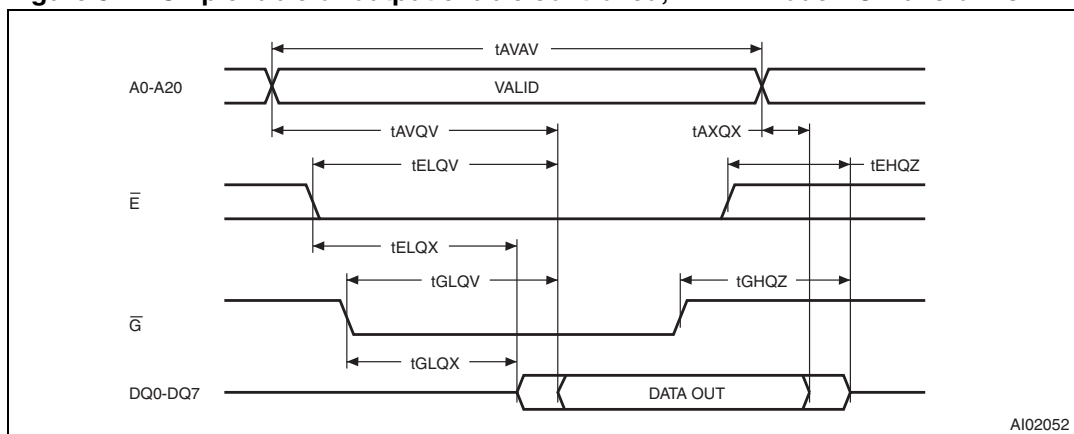 tAVAV
A0-A20
VALID
tAVQV
tAXQX
tELQV
tEHQZ
E̅
tELQX
tGLQV
tGHQZ
G̅
tGLQX
DQ0-DQ7
DATA OUT
AI02052